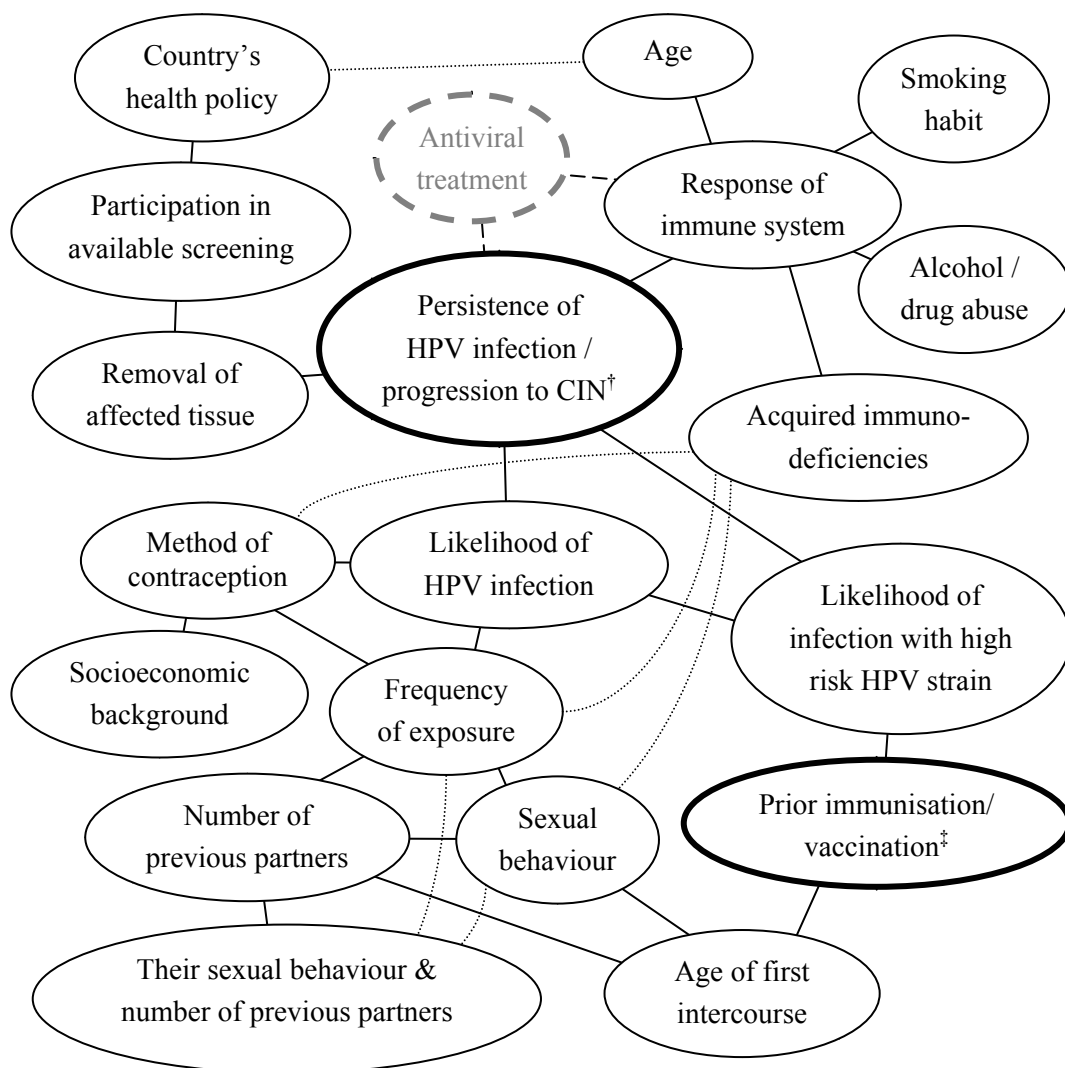 Country’s
health policy
Age
Smoking
habit
Antiviral
treatment
Response of
immune system
Participation in
available screening
Alcohol /
drug abuse
Persistence of
HPV infection /
progression to CIN†
Removal of
affected tissue
Acquired immuno-
deficiencies
Method of
contraception
Likelihood of
HPV infection
Likelihood of
infection with high
risk HPV strain
Socioeconomic
background
Frequency
of exposure
Number of
previous partners
Sexual
behaviour
Prior immunisation/
vaccination‡
Their sexual behaviour &
number of previous partners
Age of first
intercourse